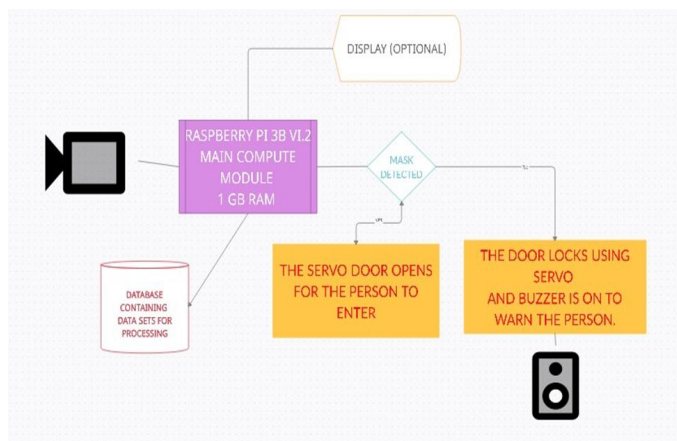 DISPLAY (OPTIONAL)
RASPBERRY PI 3B V1.2
MAIN COMPUTE
MODULE
1 GB RAM
MASK
DETECTED
THE SERVO DOOR OPENS
FOR THE PERSON TO
ENTER
THE DOOR LOCKS USING
SERVO
AND BUZZER IS ON TO
WARN THE PERSON.
DATABASE
CONTAINING
DATA SETS FOR
PROCESSING